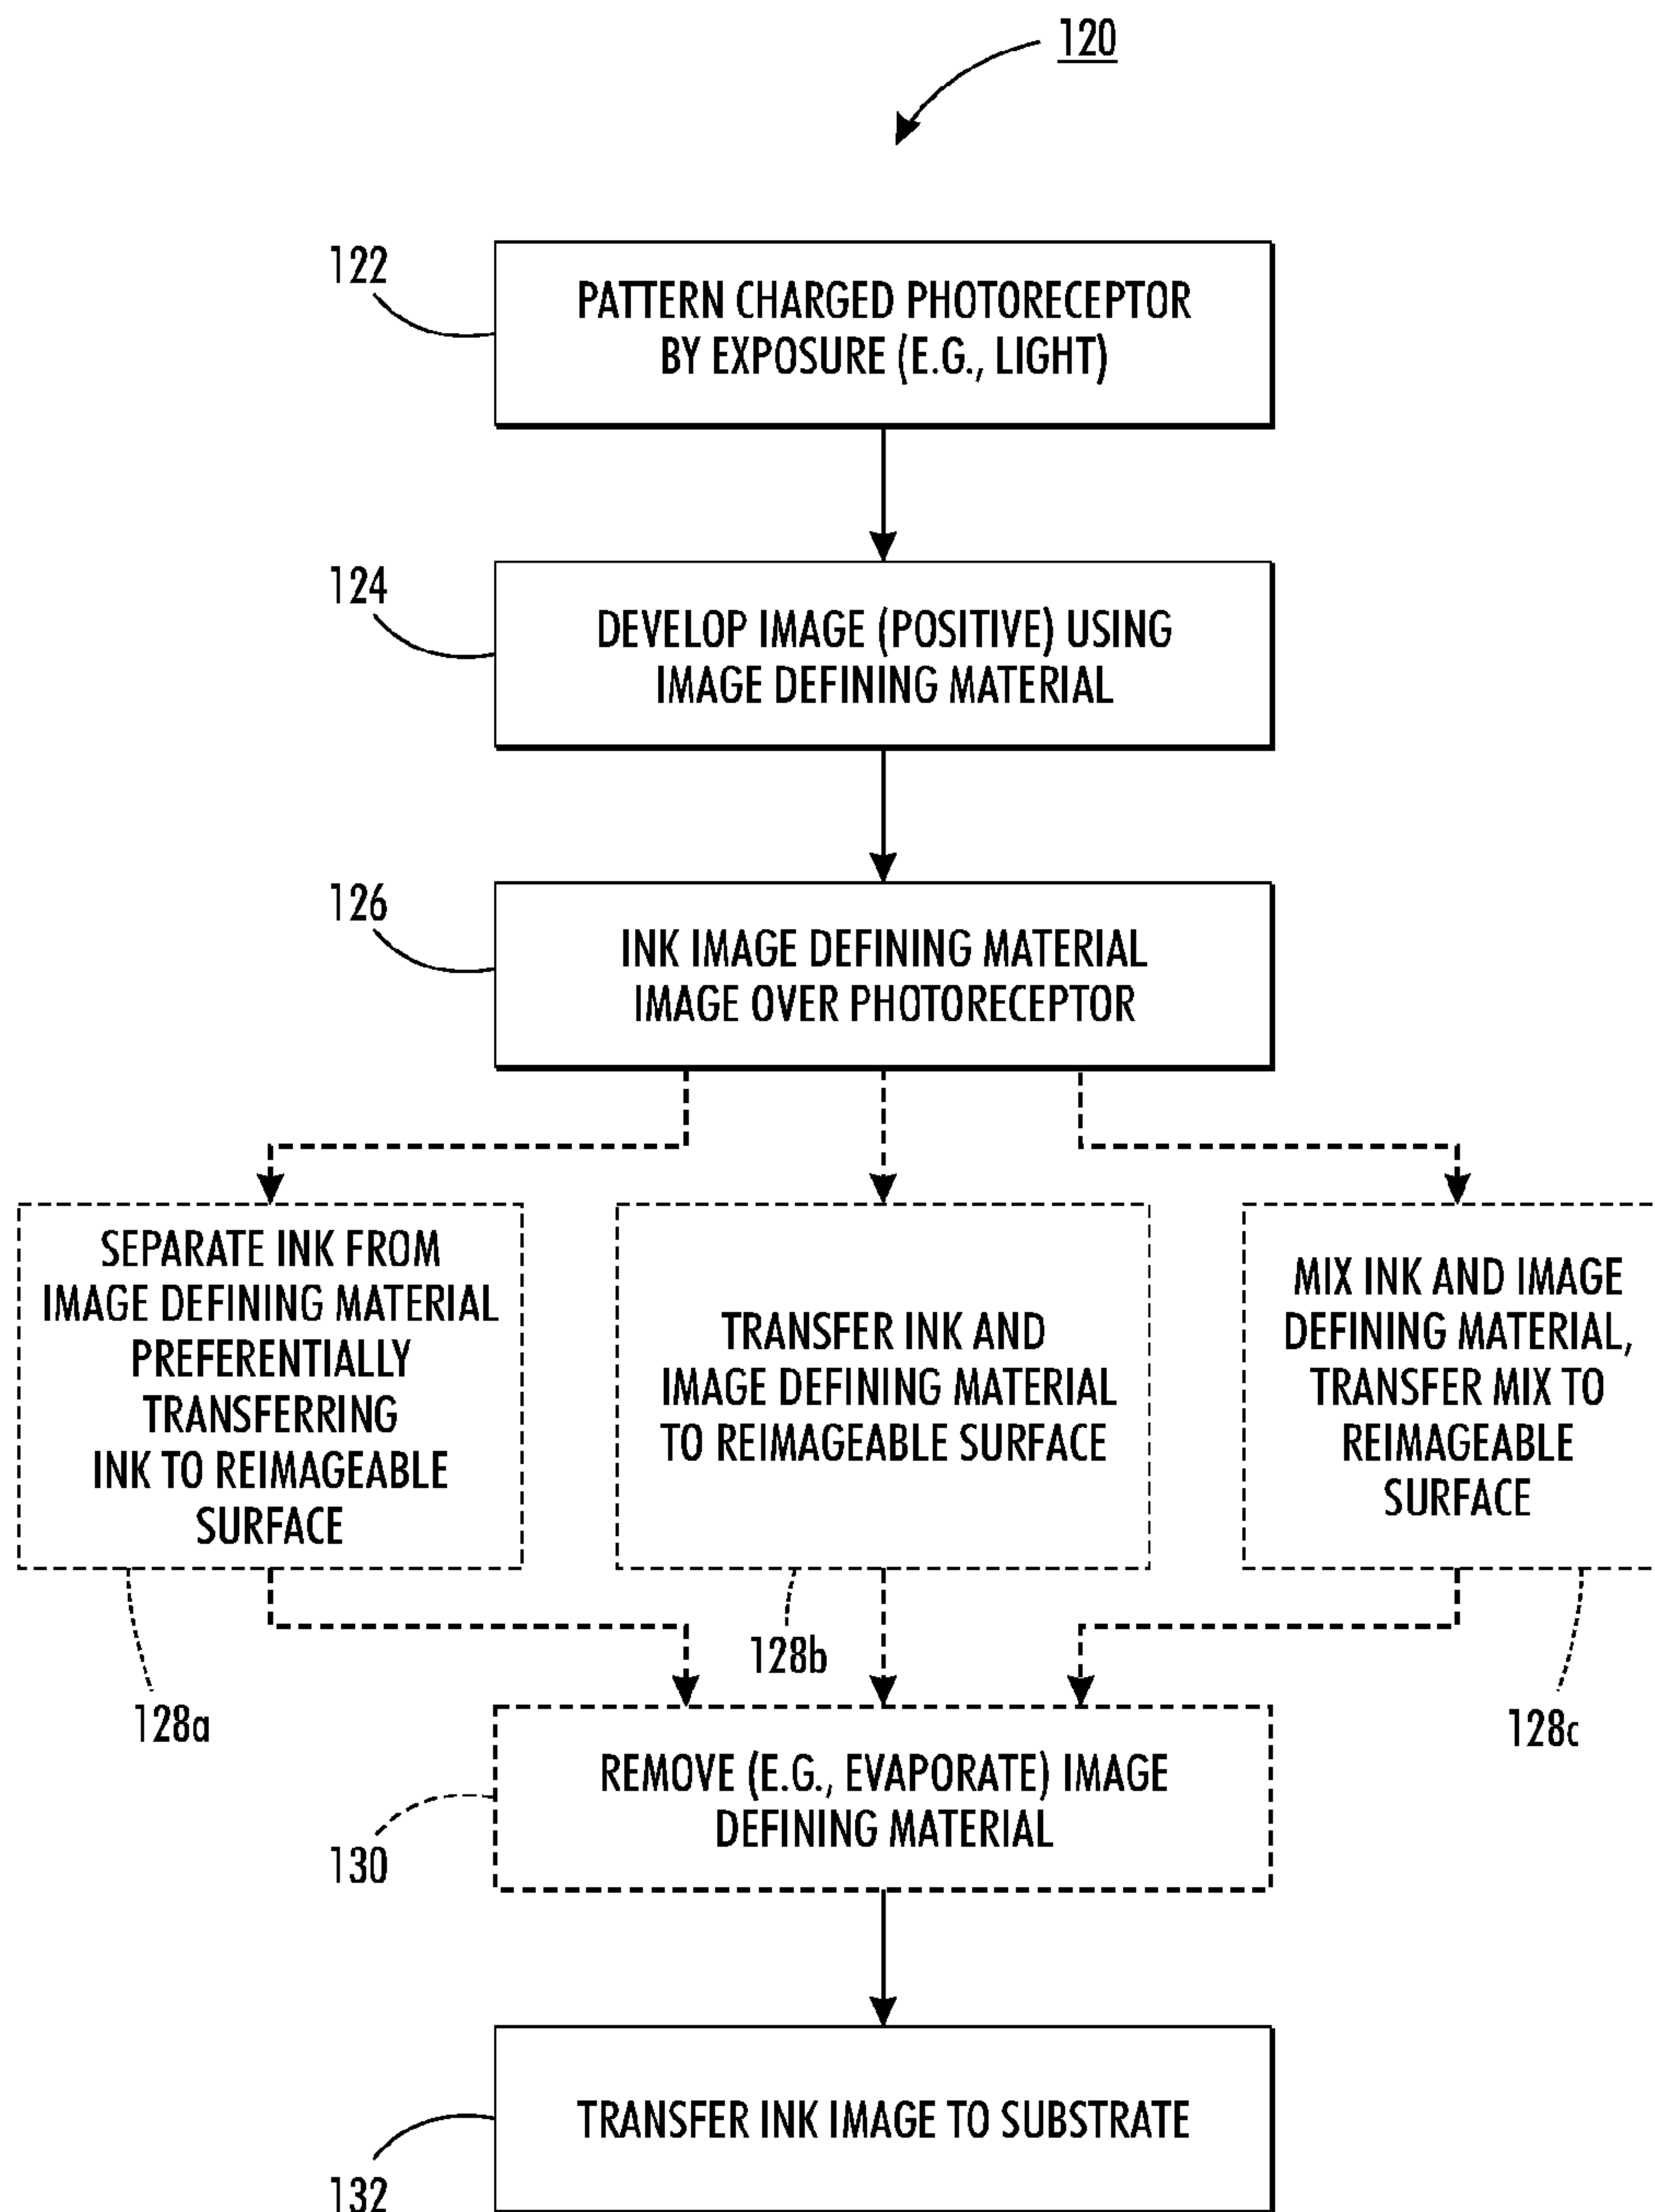 120
122
PATTERN CHARGED PHOTORECEPTOR
BY EXPOSURE (E.G., LIGHT)
124
DEVELOP IMAGE (POSITIVE) USING
IMAGE DEFINING MATERIAL
126
INK IMAGE DEFINING MATERIAL
IMAGE OVER PHOTORECEPTOR
SEPARATE INK FROM
IMAGE DEFINING MATERIAL
PREFERENTIALLY
TRANSFERRING
INK TO REIMAGEABLE
SURFACE
128a
TRANSFER INK AND
IMAGE DEFINING MATERIAL
TO REIMAGEABLE SURFACE
128b
MIX INK AND IMAGE
DEFINING MATERIAL,
TRANSFER MIX TO
REIMAGEABLE
SURFACE
128c
REMOVE (E.G., EVAPORATE) IMAGE
DEFINING MATERIAL
130
TRANSFER INK IMAGE TO SUBSTRATE
132